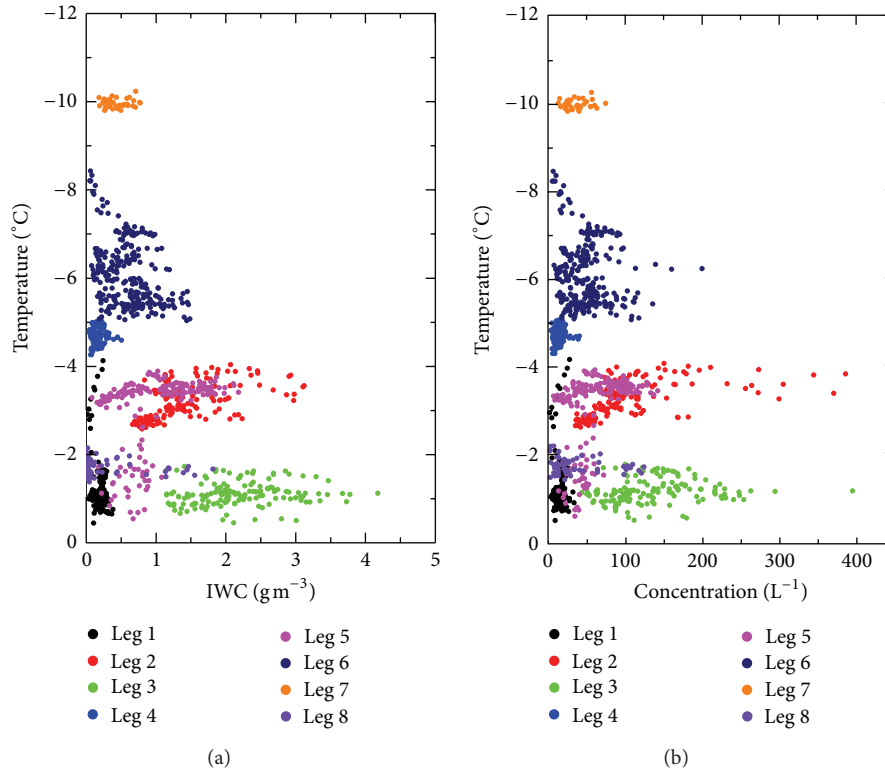 −12
−10
−8
−6
−4
−2
0
Temperature (°C)
0 1 2 3 4 5
IWC (g m−3)
Leg 1
Leg 2
Leg 3
Leg 4
Leg 5
Leg 6
Leg 7
Leg 8
(a)
−12
−10
−8
−6
−4
−2
0
Temperature (°C)
0 100 200 300 400
Concentration (L−1)
Leg 1
Leg 2
Leg 3
Leg 4
Leg 5
Leg 6
Leg 7
Leg 8
(b)